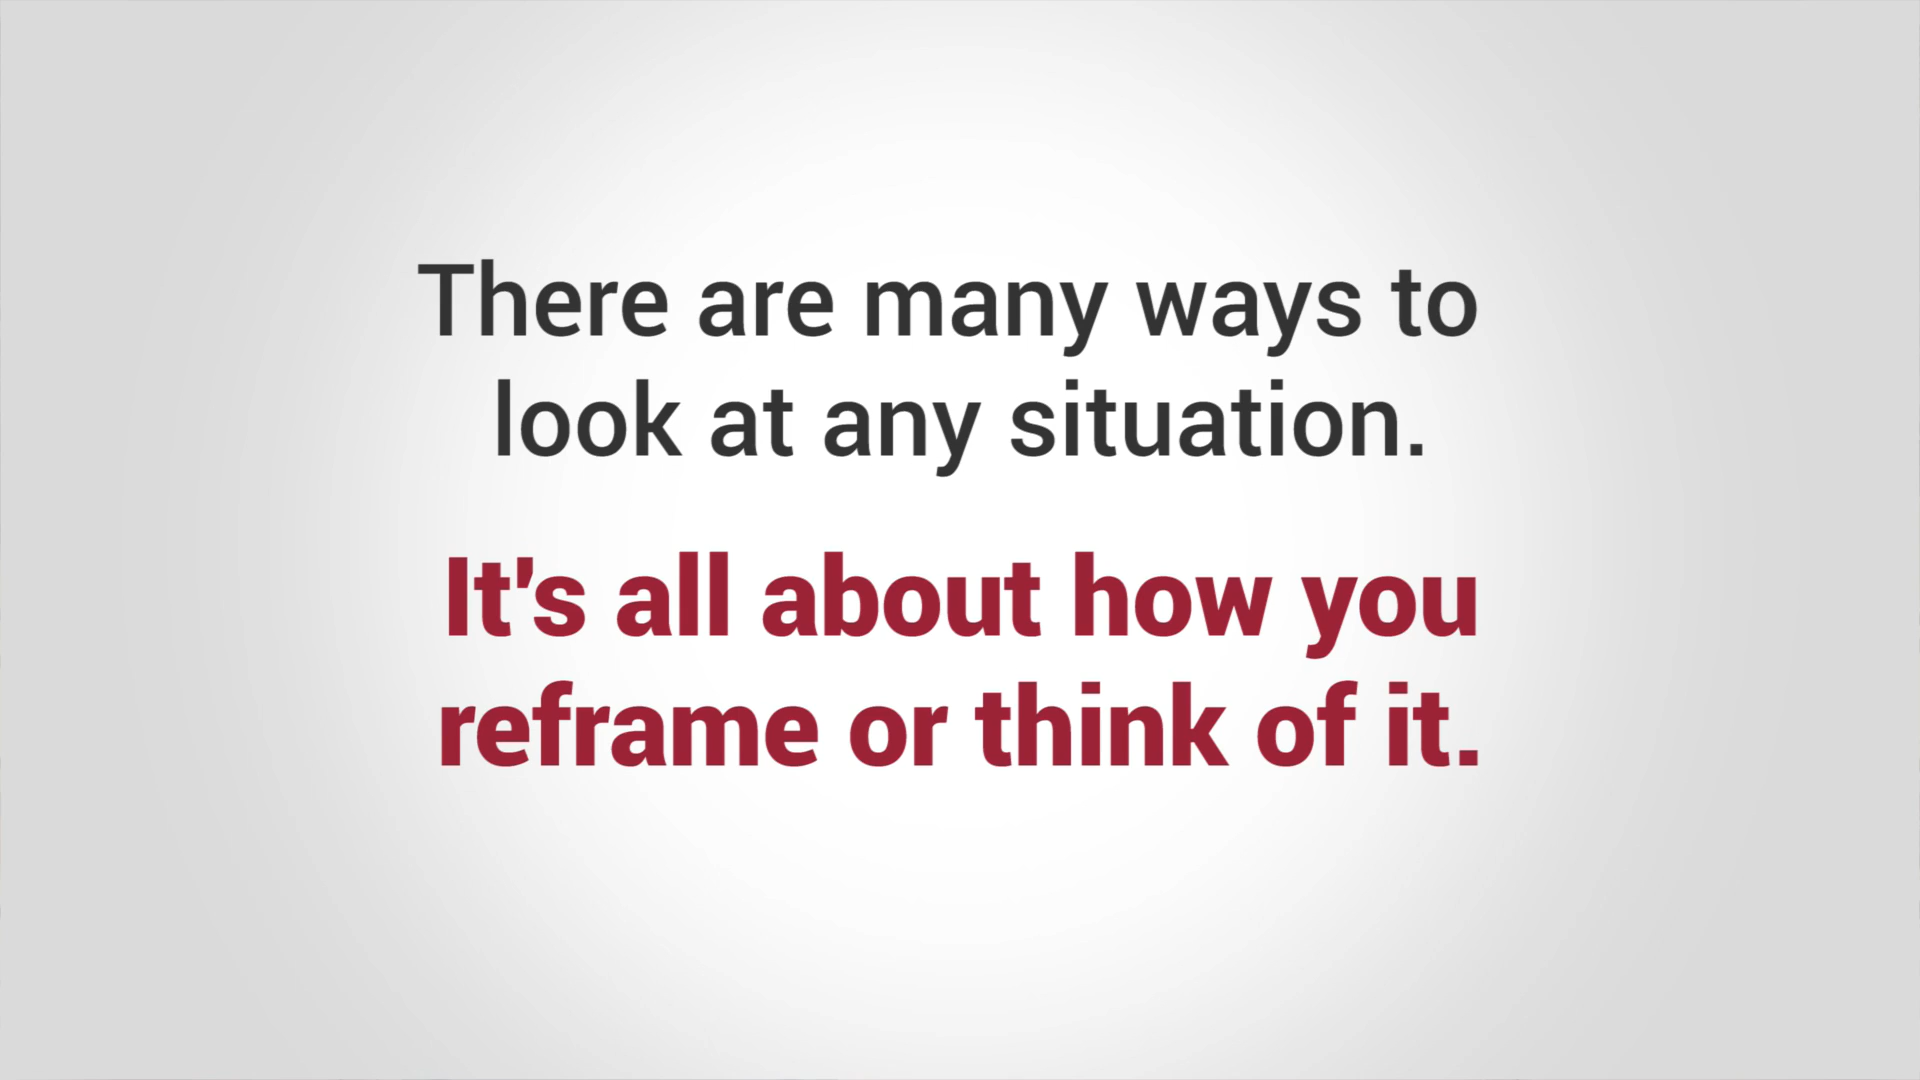 There are many ways to
look at any situation.
It's all about how you
reframe or think of it.